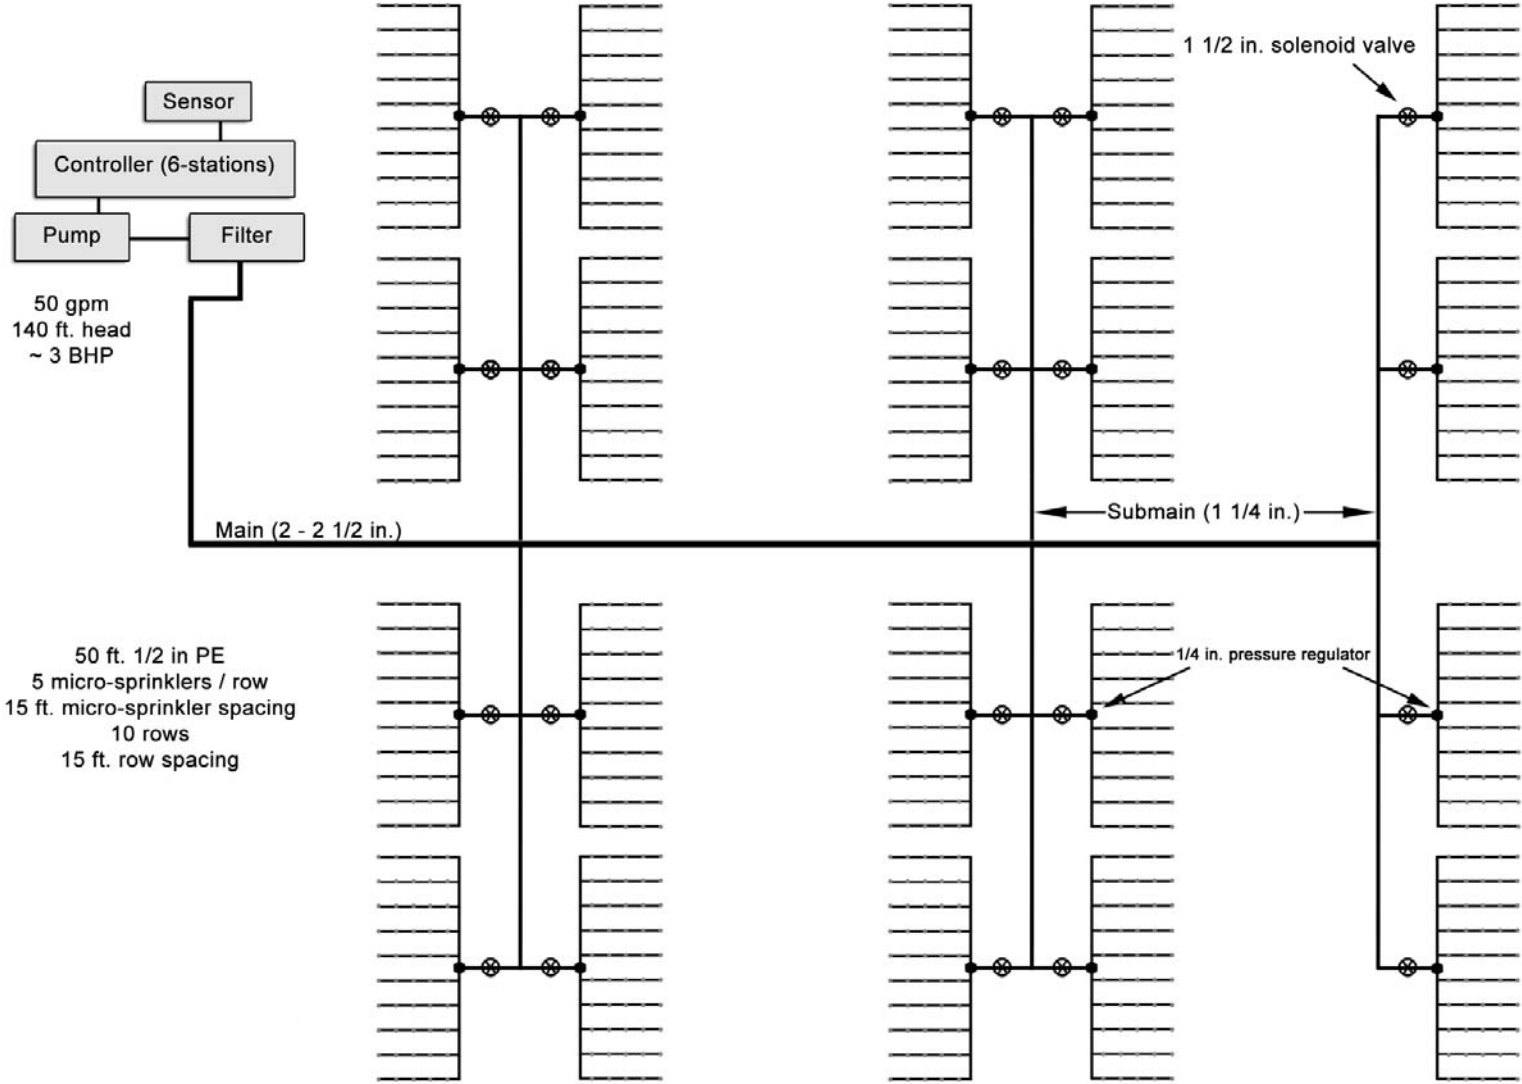 1 1/2 in. solenoid valve
Sensor
Controller (6-stations)
Pump
Filter
50 gpm
140 ft. head
~ 3 BHP
Main (2 - 2 1/2 in.)
Submain (1 1/4 in.)
1/4 in. pressure regulator
50 ft. 1/2 in PE
5 micro-sprinklers / row
15 ft. micro-sprinkler spacing
10 rows
15 ft. row spacing